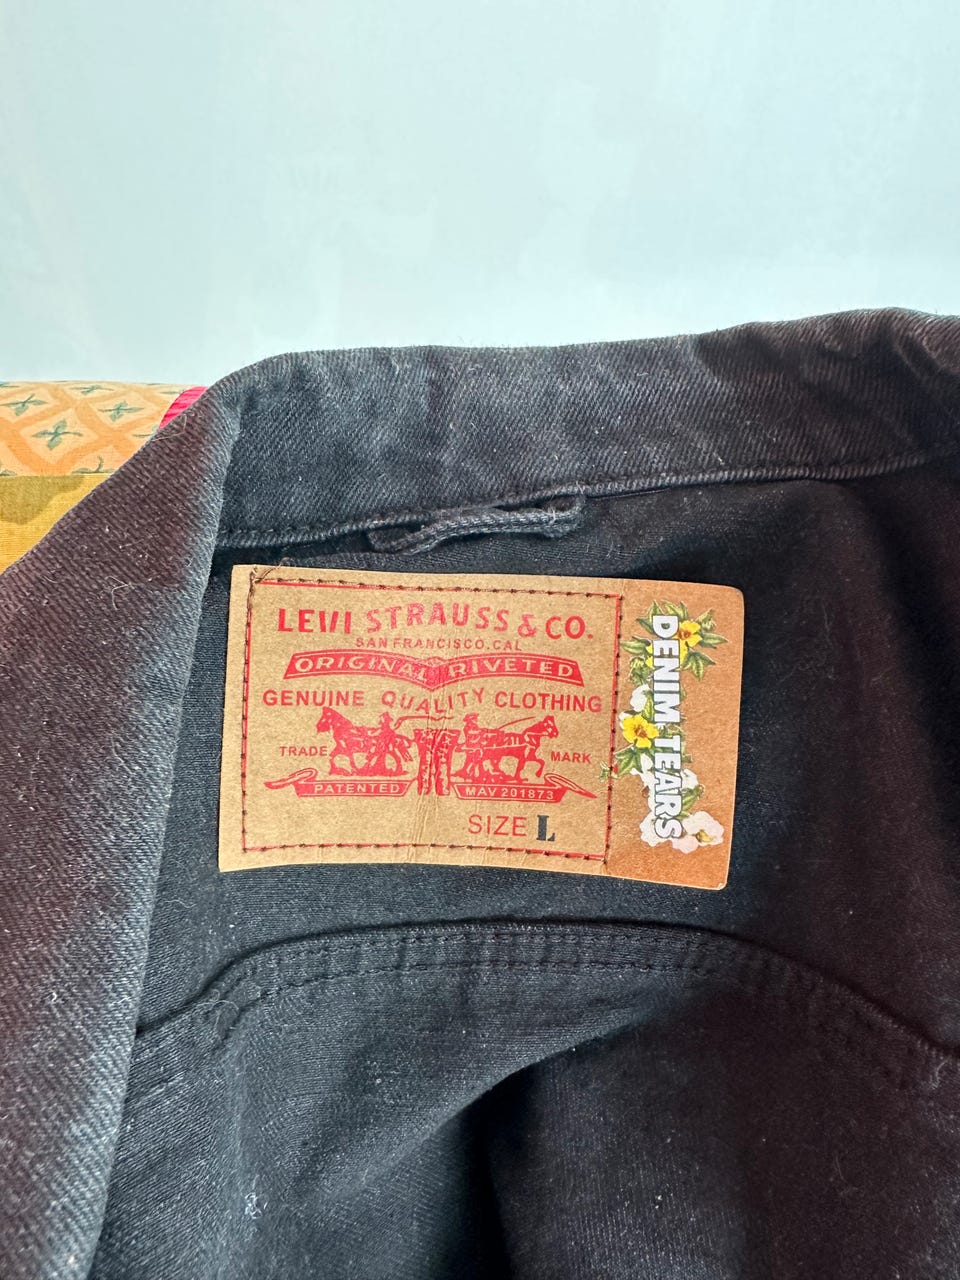 LEVI STRAUSS & CO.
SAN FRANCISCO.CAL
ORIGINAL RIVETED
GENUINE QUALITY CLOTHING
TRADE MARK
PATENTED MAV 201873
SIZE L
DENIM TEARS